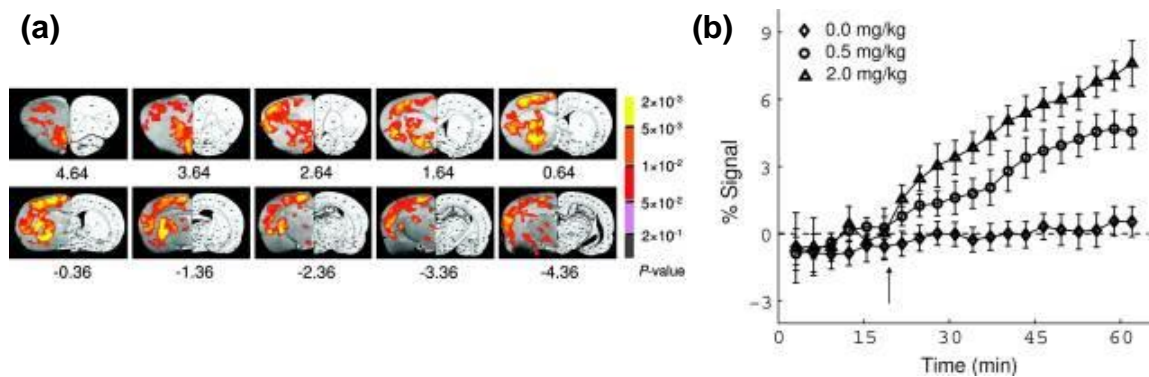 (a)
4.64 3.64 2.64 1.64 0.64
-0.36 -1.36 -2.36 -3.36 -4.36
2×10⁻³
5×10⁻³
1×10⁻²
5×10⁻²
2×10⁻¹
P-value
(b)
0.0 mg/kg
0.5 mg/kg
2.0 mg/kg
% Signal
9
6
3
0
-3
0 15 30 45 60
Time (min)